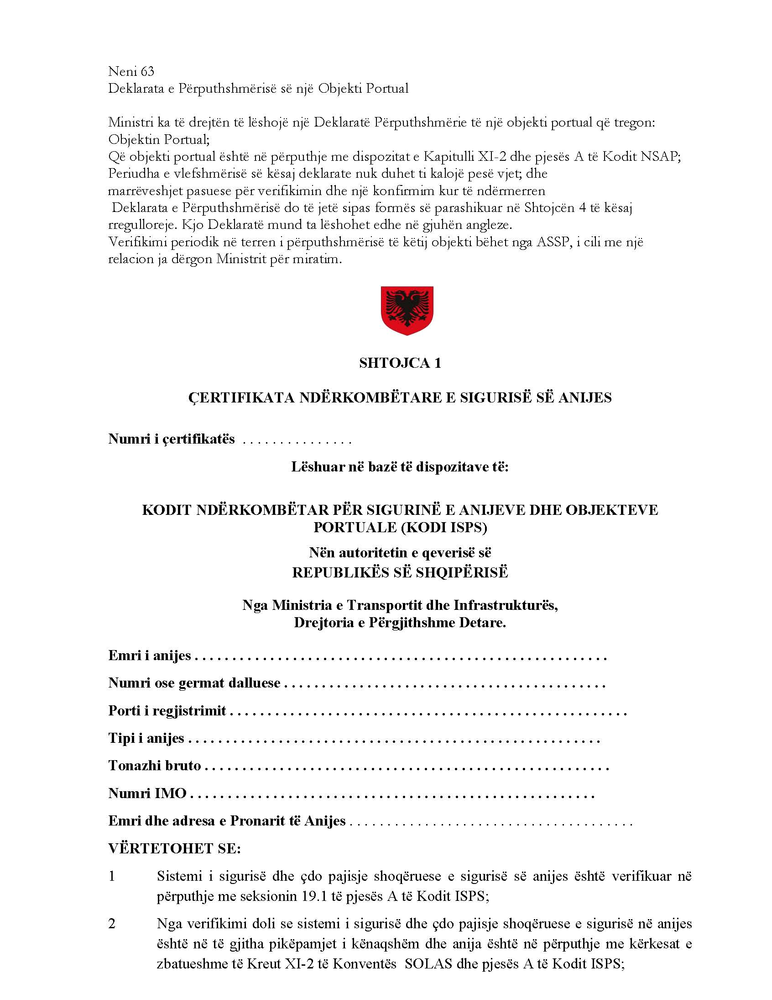 Neni 63
Deklarata e Përputhshmërisë së një Objekti Portual
Ministri ka të drejtën të lëshojë një Deklaratë Përputhshmërie të një objekti portual që tregon:
Objektin Portual;
Që objekti portual është në përputhje me dispozitat e Kapitulli XI-2 dhe pjesës A të Kodit NSAP;
Periudha e vlefshmërisë së kësaj deklarate nuk duhet ti kalojë pesë vjet; dhe
marrëveshjet pasuese për verifikimin dhe një konfirmim kur të ndërmerren
Deklarata e Përputhshmërisë do të jetë sipas formës së parashikuar në Shtojcën 4 të kësaj
rregulloreje. Kjo Deklaratë mund ta lëshohet edhe në gjuhën angleze.
Verifikimi periodik në terren i përputhshmërisë të këtij objekti bëhet nga ASSP, i cili me një
relacion ja dërgon Ministrit për miratim.
SHTOJCA 1
ÇERTIFIKATA NDËRKOMBËTARE E SIGURISË SË ANIJES
Numri i çertifikatës . . . . . . . . . . . . . . .
Lëshuar në bazë të dispozitave të:
KODIT NDËRKOMBËTAR PËR SIGURINË E ANIJEVE DHE OBJEKTEVE
PORTUALE (KODI ISPS)
Nën autoritetin e qeverisë së
REPUBLIKËS SË SHQIPËRISË
Nga Ministria e Transportit dhe Infrastrukturës,
Drejtoria e Përgjithshme Detare.
Emri i anijes . . . . . . . . . . . . . . . . . . . . . . . . . . . . . . . . . . . . . . . . . . . . . . . . . . . . . . .
Numri ose germat dalluese . . . . . . . . . . . . . . . . . . . . . . . . . . . . . . . . . . . . . . . . . . .
Porti i regjistrimit . . . . . . . . . . . . . . . . . . . . . . . . . . . . . . . . . . . . . . . . . . . . . . . . . . . . .
Tipi i anijes . . . . . . . . . . . . . . . . . . . . . . . . . . . . . . . . . . . . . . . . . . . . . . . . . . . . . . .
Tonazhi bruto . . . . . . . . . . . . . . . . . . . . . . . . . . . . . . . . . . . . . . . . . . . . . . . . . . . . . .
Numri IMO . . . . . . . . . . . . . . . . . . . . . . . . . . . . . . . . . . . . . . . . . . . . . . . . . . . . . .
Emri dhe adresa e Pronarit të Anijes . . . . . . . . . . . . . . . . . . . . . . . . . . . . . . . . . . . . . .
VËRTETOHET SE:
1 Sistemi i sigurisë dhe çdo pajisje shoqëruese e sigurisë së anijes është verifikuar në
përputhje me seksionin 19.1 të pjesës A të Kodit ISPS;
2 Nga verifikimi doli se sistemi i sigurisë dhe çdo pajisje shoqëruese e sigurisë në anijes
është në të gjitha pikëpamjet i kënaqshëm dhe anija është në përputhje me kërkesat e
zbatueshme të Kreut XI-2 të Konventës SOLAS dhe pjesës A të Kodit ISPS;